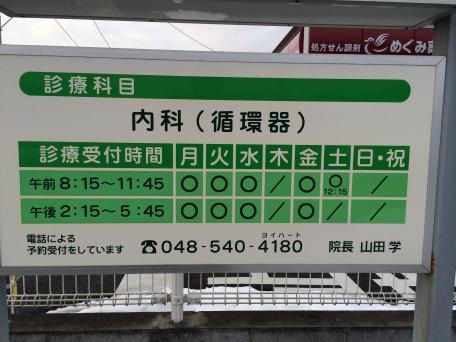 処方せん調剤 めぐみ薬
診療科目
内科(循環器)
診療受付時間 月 火 水 木 金 土 日・祝
午前 8:15～11:45 ○ ○ ○ ／ ○ ○ 12:15 ／
午後 2:15～5:45 ○ ○ ○ ／ ○ ／ ／
電話による
予約受付をしています
ヨイハート
☎048-540-4180 院長 山田 学